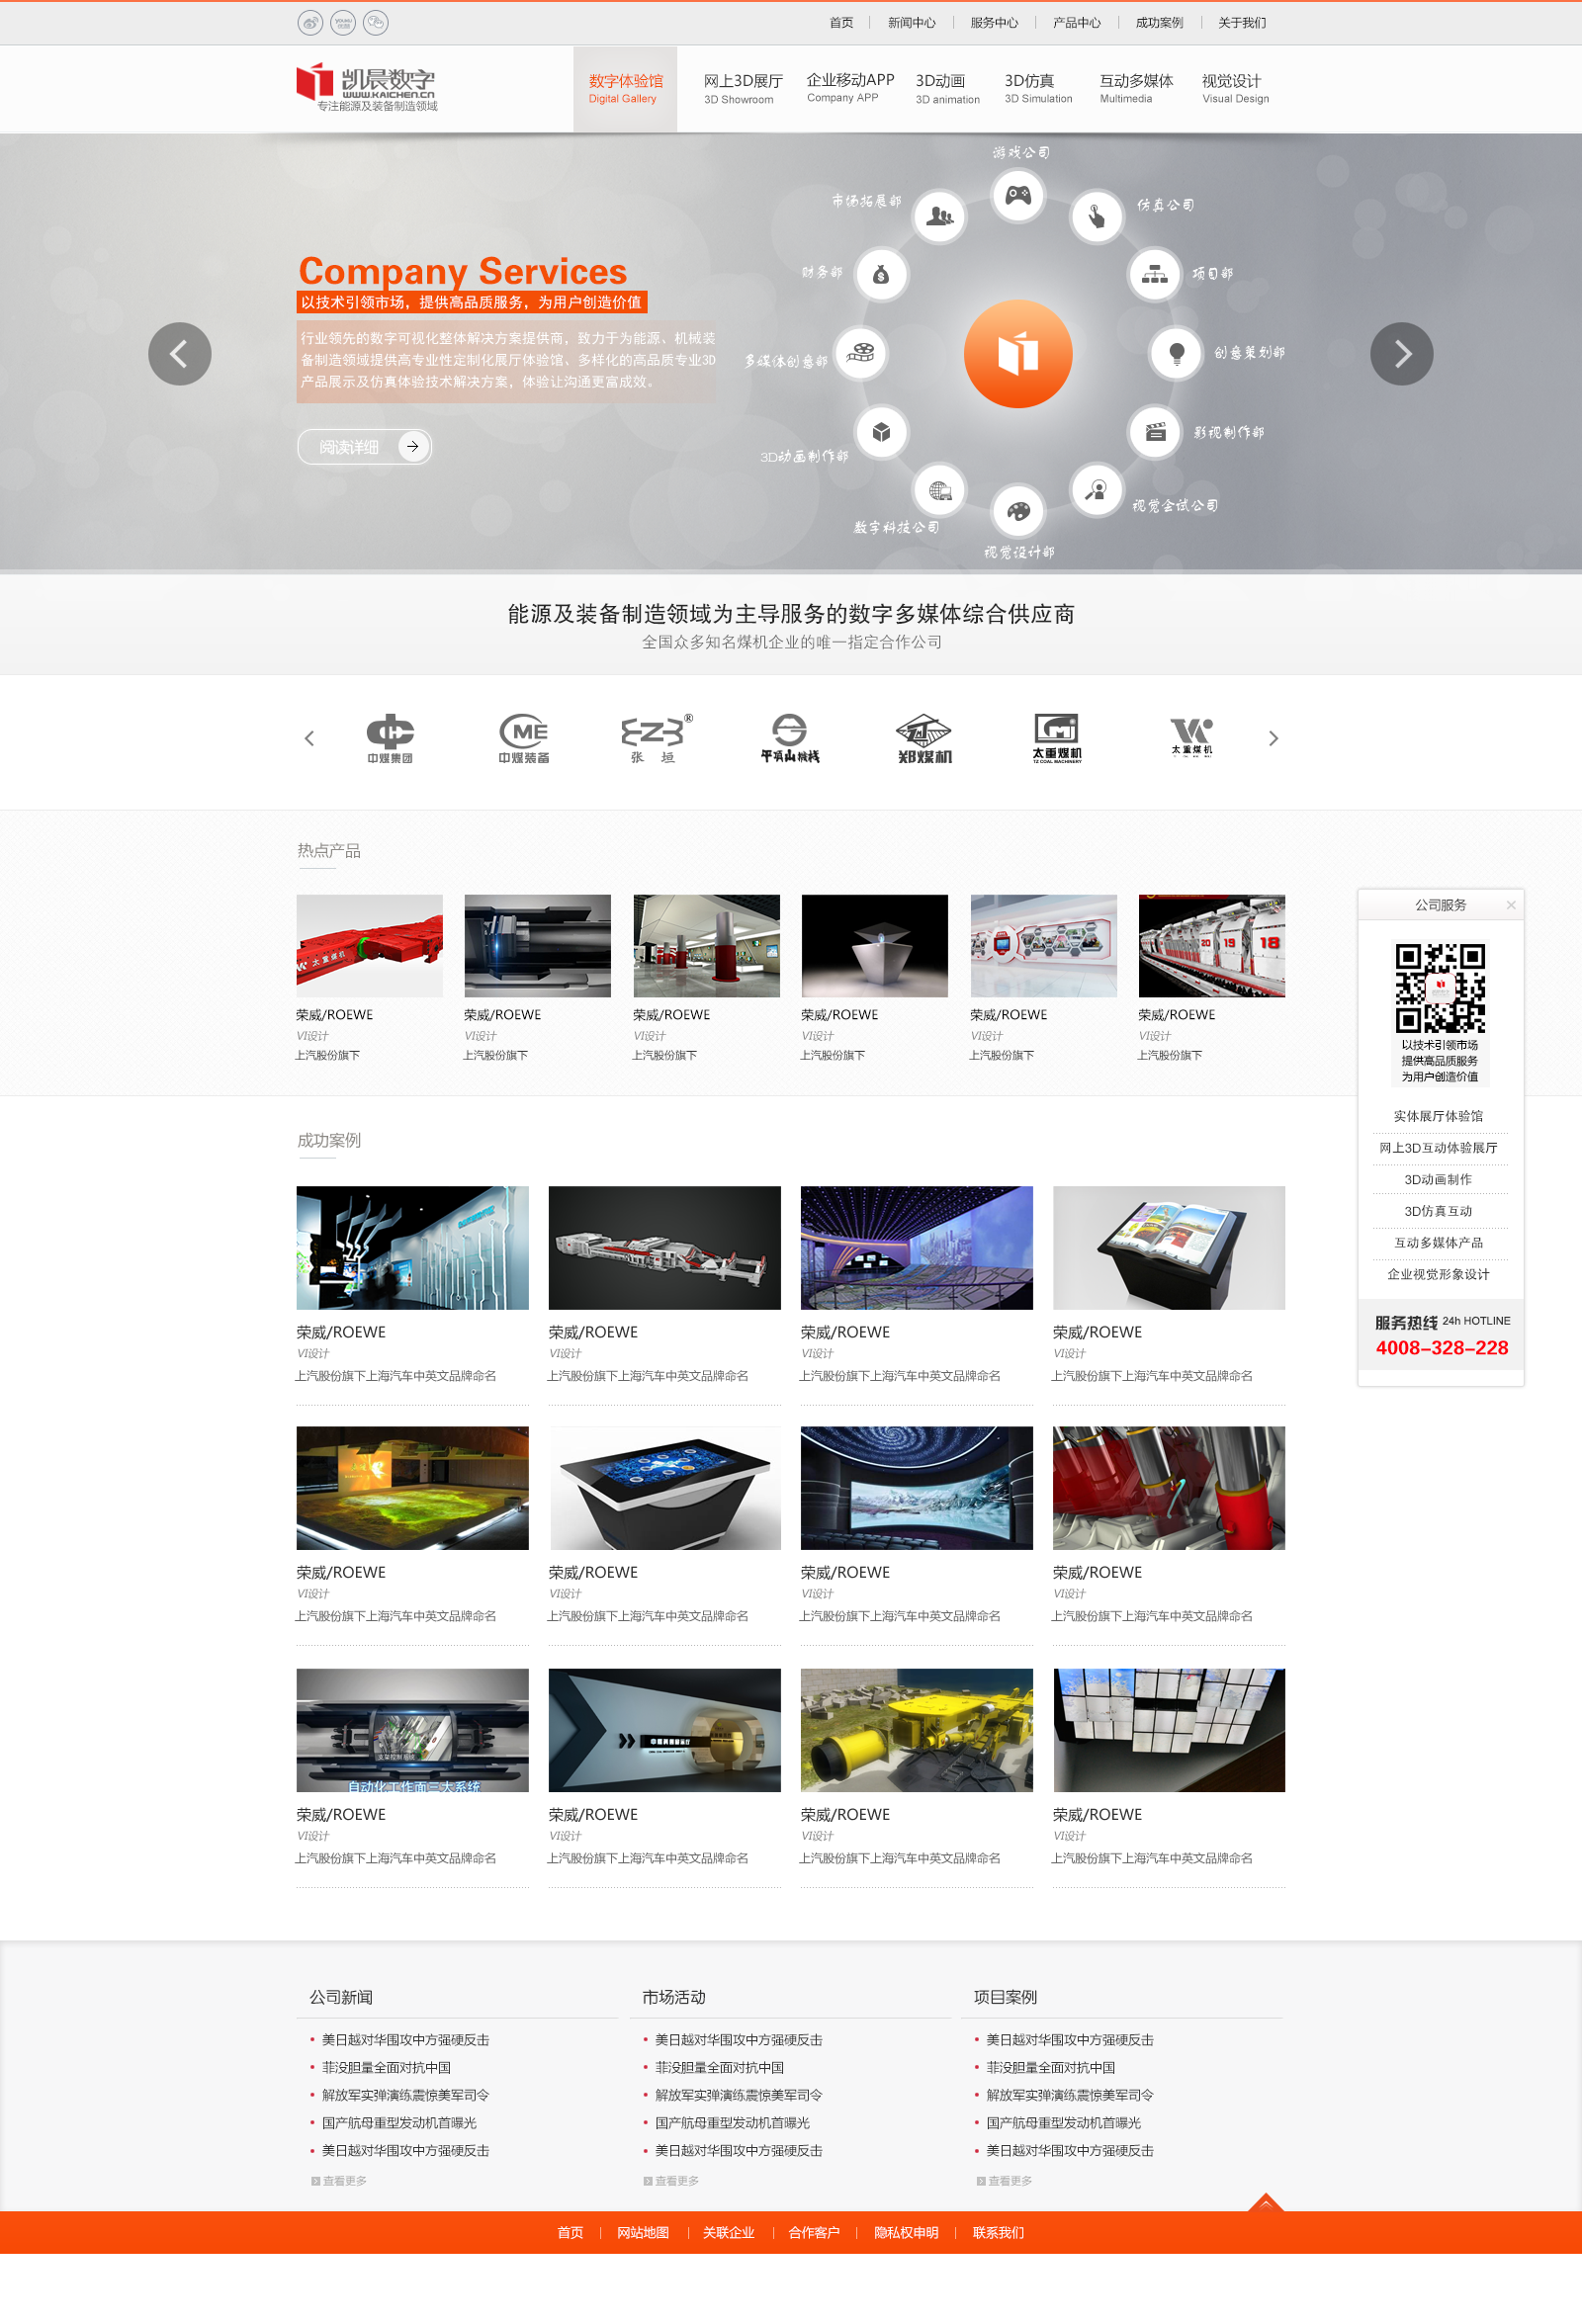 首页
新闻中心
服务中心
产品中心
成功案例
关于我们
凯晨数字
WWW.KAICHEN.CN
专注能源及装备制造领域
数字体验馆
Digital Gallery
网上3D展厅
3D Showroom
企业移动APP
Company APP
3D动画
3D animation
3D仿真
3D Simulation
互动多媒体
Multimedia
视觉设计
Visual Design
Company Services
以技术引领市场，提供高品质服务，为用户创造价值
行业领先的数字可视化整体解决方案提供商，致力于为能源、机械装
备制造领域提供高专业性定制化展厅体验馆、多样化的高品质专业3D
产品展示及仿真体验技术解决方案，体验让沟通更富成效。
阅读详细
游戏公司
市场拓展部
仿真公司
财务部
项目部
多媒体创意部
创意策划部
3D动画制作部
影视制作部
数字科技公司
视觉会试公司
视觉设计部
能源及装备制造领域为主导服务的数字多媒体综合供应商
全国众多知名煤机企业的唯一指定合作公司
中煤集团
CME
中煤装备
ZZJ®
张 垣
平顶山
郑煤机
太重煤机
TZ COAL MACHINERY
太重煤机
热点产品
太重煤机
20 19 18
荣威/ROEWE
VI设计
上汽股份旗下
荣威/ROEWE
VI设计
上汽股份旗下
荣威/ROEWE
VI设计
上汽股份旗下
荣威/ROEWE
VI设计
上汽股份旗下
荣威/ROEWE
VI设计
上汽股份旗下
荣威/ROEWE
VI设计
上汽股份旗下
公司服务
以技术引领市场
提供高品质服务
为用户创造价值
实体展厅体验馆
网上3D互动体验展厅
3D动画制作
3D仿真互动
互动多媒体产品
企业视觉形象设计
服务热线 24h HOTLINE
4008-328-228
成功案例
荣威/ROEWE
VI设计
上汽股份旗下上海汽车中英文品牌命名
荣威/ROEWE
VI设计
上汽股份旗下上海汽车中英文品牌命名
荣威/ROEWE
VI设计
上汽股份旗下上海汽车中英文品牌命名
荣威/ROEWE
VI设计
上汽股份旗下上海汽车中英文品牌命名
荣威/ROEWE
VI设计
上汽股份旗下上海汽车中英文品牌命名
荣威/ROEWE
VI设计
上汽股份旗下上海汽车中英文品牌命名
荣威/ROEWE
VI设计
上汽股份旗下上海汽车中英文品牌命名
荣威/ROEWE
VI设计
上汽股份旗下上海汽车中英文品牌命名
支架控制系统
自动化工作面三大系统
荣威/ROEWE
VI设计
上汽股份旗下上海汽车中英文品牌命名
荣威/ROEWE
VI设计
上汽股份旗下上海汽车中英文品牌命名
荣威/ROEWE
VI设计
上汽股份旗下上海汽车中英文品牌命名
荣威/ROEWE
VI设计
上汽股份旗下上海汽车中英文品牌命名
公司新闻
美日越对华围攻中方强硬反击
菲没胆量全面对抗中国
解放军实弹演练震惊美军司令
国产航母重型发动机首曝光
美日越对华围攻中方强硬反击
查看更多
市场活动
美日越对华围攻中方强硬反击
菲没胆量全面对抗中国
解放军实弹演练震惊美军司令
国产航母重型发动机首曝光
美日越对华围攻中方强硬反击
查看更多
项目案例
美日越对华围攻中方强硬反击
菲没胆量全面对抗中国
解放军实弹演练震惊美军司令
国产航母重型发动机首曝光
美日越对华围攻中方强硬反击
查看更多
首页
网站地图
关联企业
合作客户
隐私权申明
联系我们